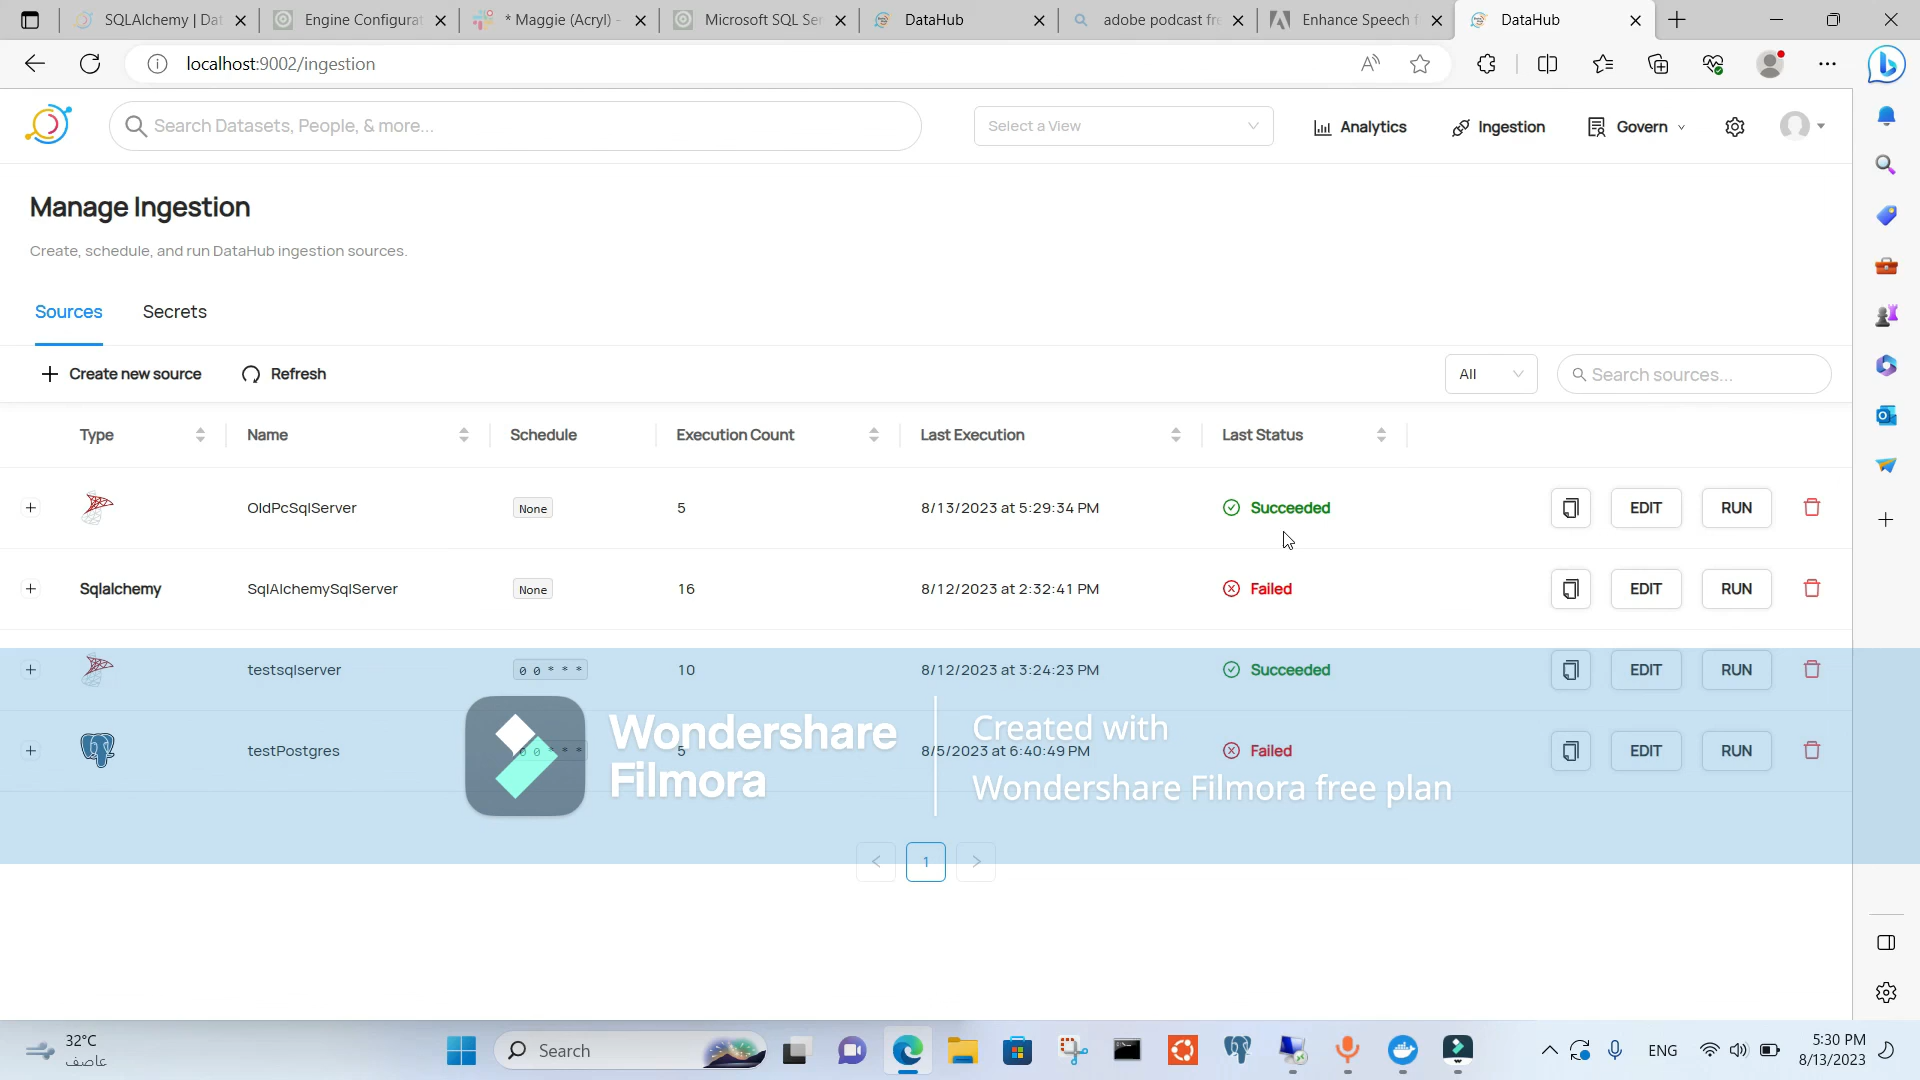 SQLAlchemy | Da
Engine Configurat
* Maggie (Acryl) -
Microsoft SQL Se
DataHub
adobe podcast fr
Enhance Speech f
DataHub
localhost:9002/ingestion
Search Datasets, People, & more...
Select a View
Analytics
Ingestion
Govern
Manage Ingestion
Create, schedule, and run DataHub ingestion sources.
Sources
Secrets
Create new source
Refresh
All
Search sources...
Type Name Schedule Execution Count Last Execution Last Status
OldPcSqlServer None 5 8/13/2023 at 5:29:34 PM Succeeded EDIT RUN
Sqlalchemy SqlAlchemySqlServer None 16 8/12/2023 at 2:32:41 PM Failed EDIT RUN
testsqlserver 0 0 * * * 10 8/12/2023 at 3:24:23 PM Succeeded EDIT RUN
testPostgres 0 0 * * * 5 8/5/2023 at 6:40:49 PM Failed EDIT RUN
Wondershare
Filmora
Created with
Wondershare Filmora free plan
< 1 >
32°C
عاصف
Search
ENG
5:30 PM
8/13/2023